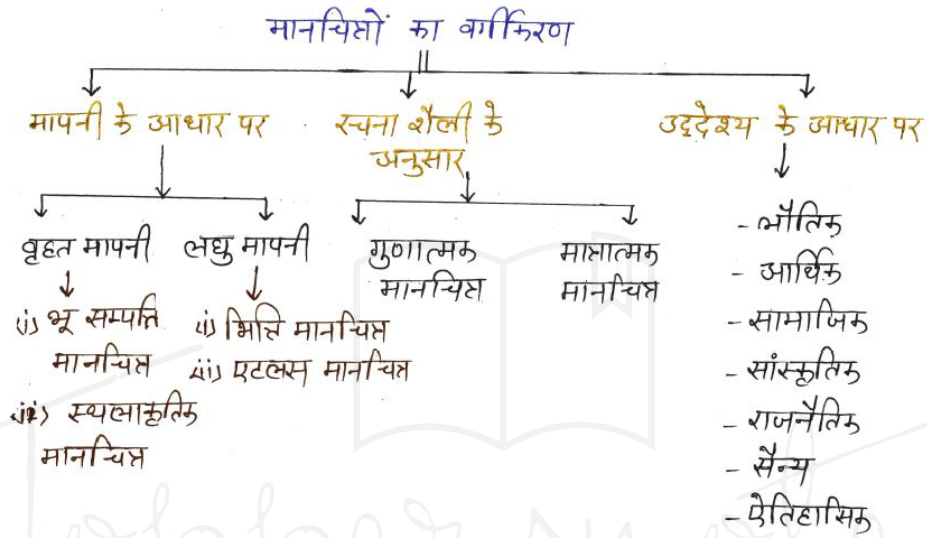 मानचित्रों का वर्गीकरण
मापनी के आधार पर
रचना शैली के
अनुसार
उद्देश्य के आधार पर
वृहत मापनी
लघु मापनी
गुणात्मक
मानचित्र
मात्रात्मक
मानचित्र
(i) भू सम्पत्ति
मानचित्र
(ii) स्थलाकृतिक
मानचित्र
(i) भित्ति मानचित्र
(ii) एटलस मानचित्र
- भौतिक
- आर्थिक
- सामाजिक
- सांस्कृतिक
- राजनैतिक
- सैन्य
- ऐतिहासिक